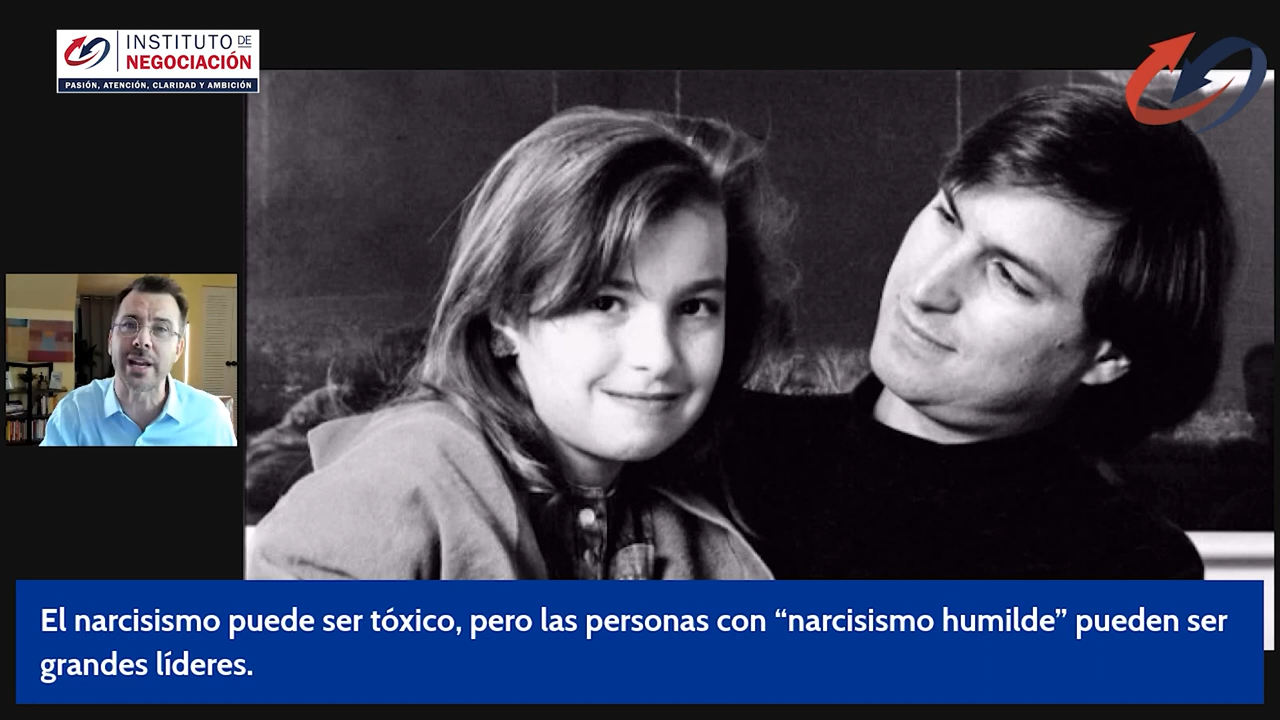 INSTITUTO DE
NEGOCIACIÓN
PASIÓN, ATENCIÓN, CLARIDAD Y AMBICIÓN
El narcisismo puede ser tóxico, pero las personas con “narcisismo humilde” pueden ser
grandes líderes.